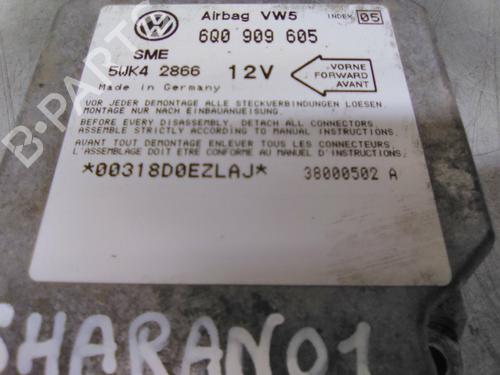 Airbag VW5 INDEX 05
6Q0 909 605
SME
5WK4 2866 12V
Made in Germany
VORNE
FORWARD
AVANT
VOR JEDER DEMONTAGE ALLE STECKVERBINDUNGEN LOESEN
MONTAGE NUR NACH EINBAUANWEISUNG.
BEFORE EVERY DISASSEMBLY, DETACH ALL CONNECTORS
ASSEMBLE STRICTLY ACCORDING TO MANUAL INSTRUCTIONS.
AVANT TOUT DEMONTAGE ENLEVER TOUS LES CONNECTEURS.
L'ASSEMBLAGE DOIT ETRE CONFORME AU MANUEL D'INSTRUCTIONS.
*00318D0EZLAJ* 38000502 A
SHARAN01
B-PARTS